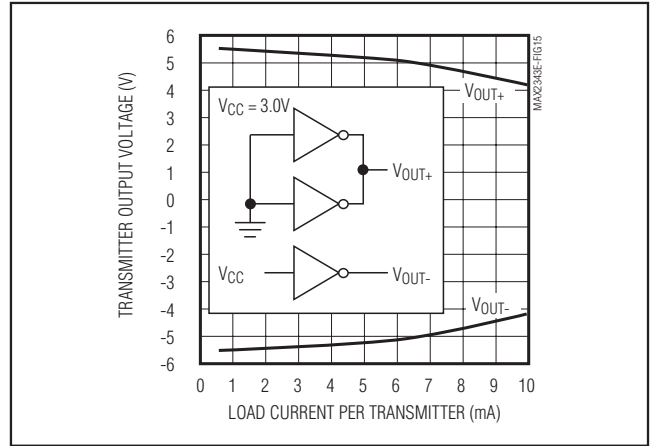 TRANSMITTER OUTPUT VOLTAGE (V)
6
5
4
3
2
1
0
-1
-2
-3
-4
-5
-6
VCC = 3.0V
VOUT+
VCC
VOUT-
VOUT+
VOUT-
MAX2343E-FIG15
0 1 2 3 4 5 6 7 8 9 10
LOAD CURRENT PER TRANSMITTER (mA)